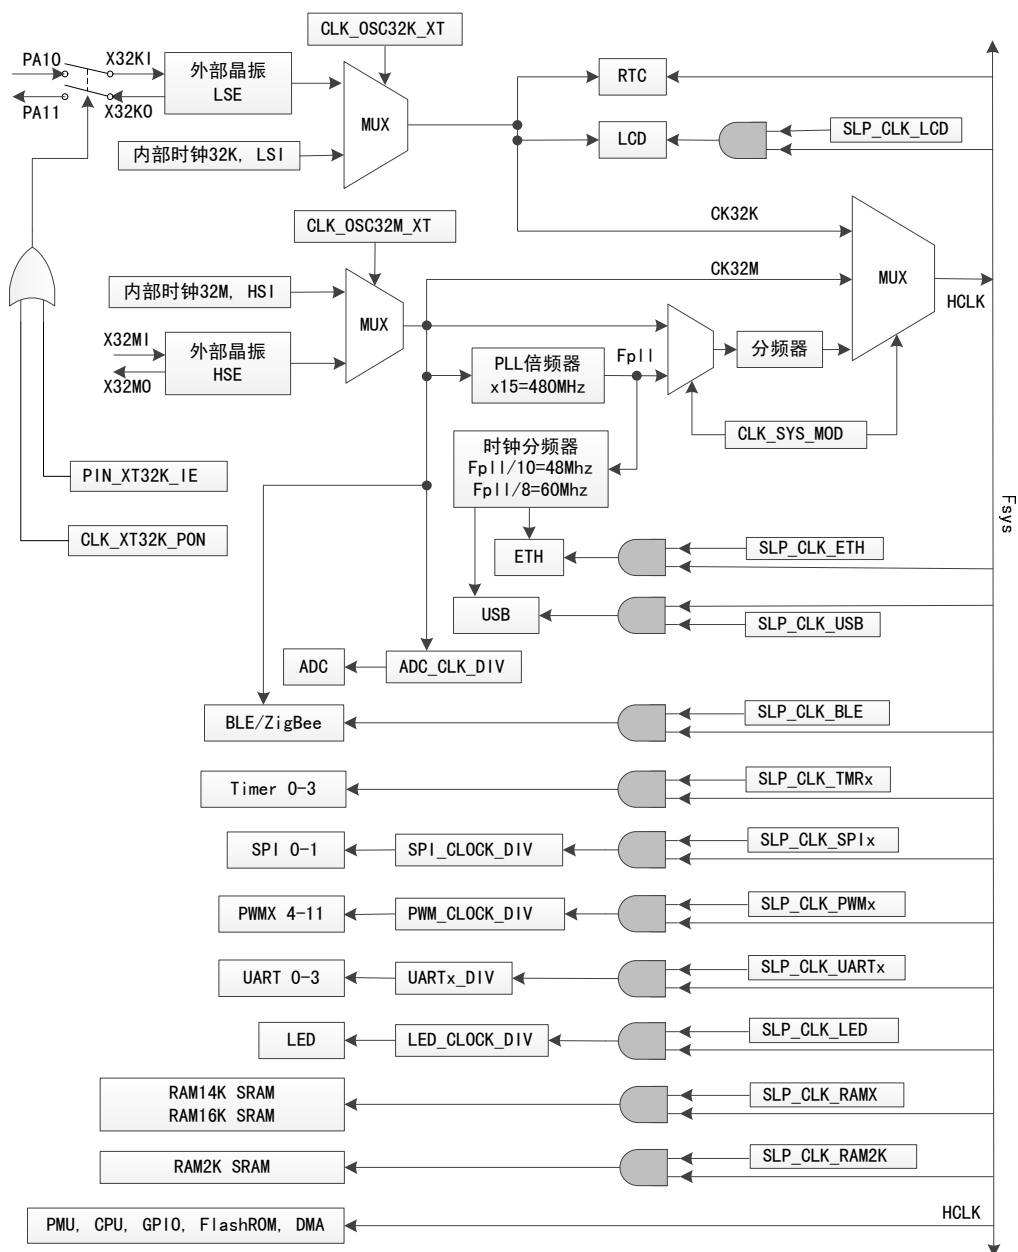 CLK_OSC32K_XT
PA10
X32KI
外部晶振
LSE
RTC
PA11
X32KO
MUX
SLP_CLK_LCD
LCD
内部时钟32K, LSI
CK32K
CLK_OSC32M_XT
CK32M
MUX
内部时钟32M, HSI
HCLK
MUX
X32MI
外部晶振
HSE
X32MO
PLL倍频器
x15=480MHz
Fpll
分频器
CLK_SYS_MOD
时钟分频器
Fpll/10=48Mhz
Fpll/8=60Mhz
PIN_XT32K_IE
Fsys
CLK_XT32K_PON
ETH
SLP_CLK_ETH
USB
SLP_CLK_USB
ADC
ADC_CLK_DIV
BLE/ZigBee
SLP_CLK_BLE
Timer 0-3
SLP_CLK_TMRx
SPI 0-1
SPI_CLOCK_DIV
SLP_CLK_SPIx
PWMX 4-11
PWM_CLOCK_DIV
SLP_CLK_PWMx
UART 0-3
UARTx_DIV
SLP_CLK_UARTx
LED
LED_CLOCK_DIV
SLP_CLK_LED
RAM14K SRAM
RAM16K SRAM
SLP_CLK_RAMX
RAM2K SRAM
SLP_CLK_RAM2K
PMU, CPU, GPIO, FlashROM, DMA
HCLK